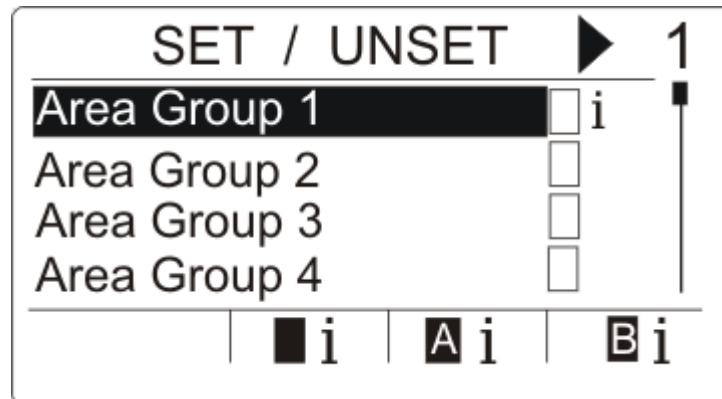 SET / UNSET ▶ 1
Area Group 1 i
Area Group 2
Area Group 3
Area Group 4
i A i B i